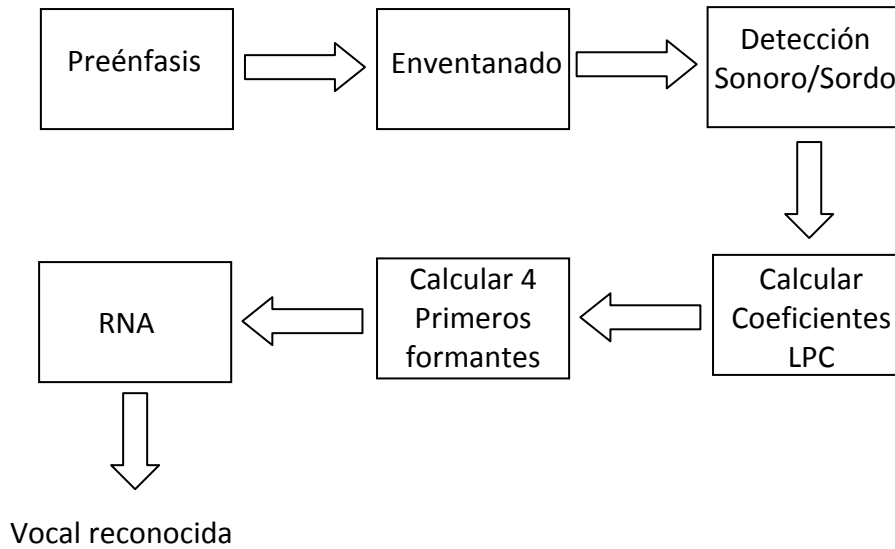 Preénfasis
Enventanado
Detección
Sonoro/Sordo
Calcular
Coeficientes
LPC
Calcular 4
Primeros
formantes
RNA
Vocal reconocida